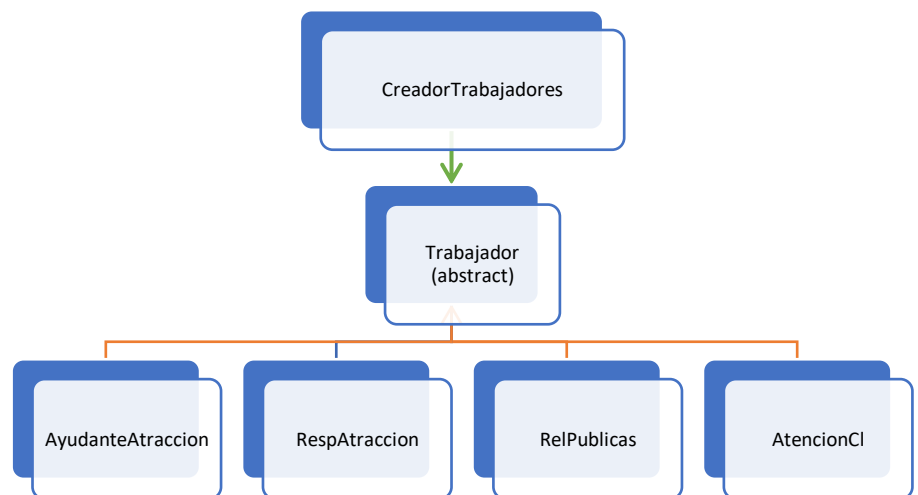 CreadorTrabajadores
Trabajador
(abstract)
AyudanteAtraccion
RespAtraccion
RelPublicas
AtencionCl